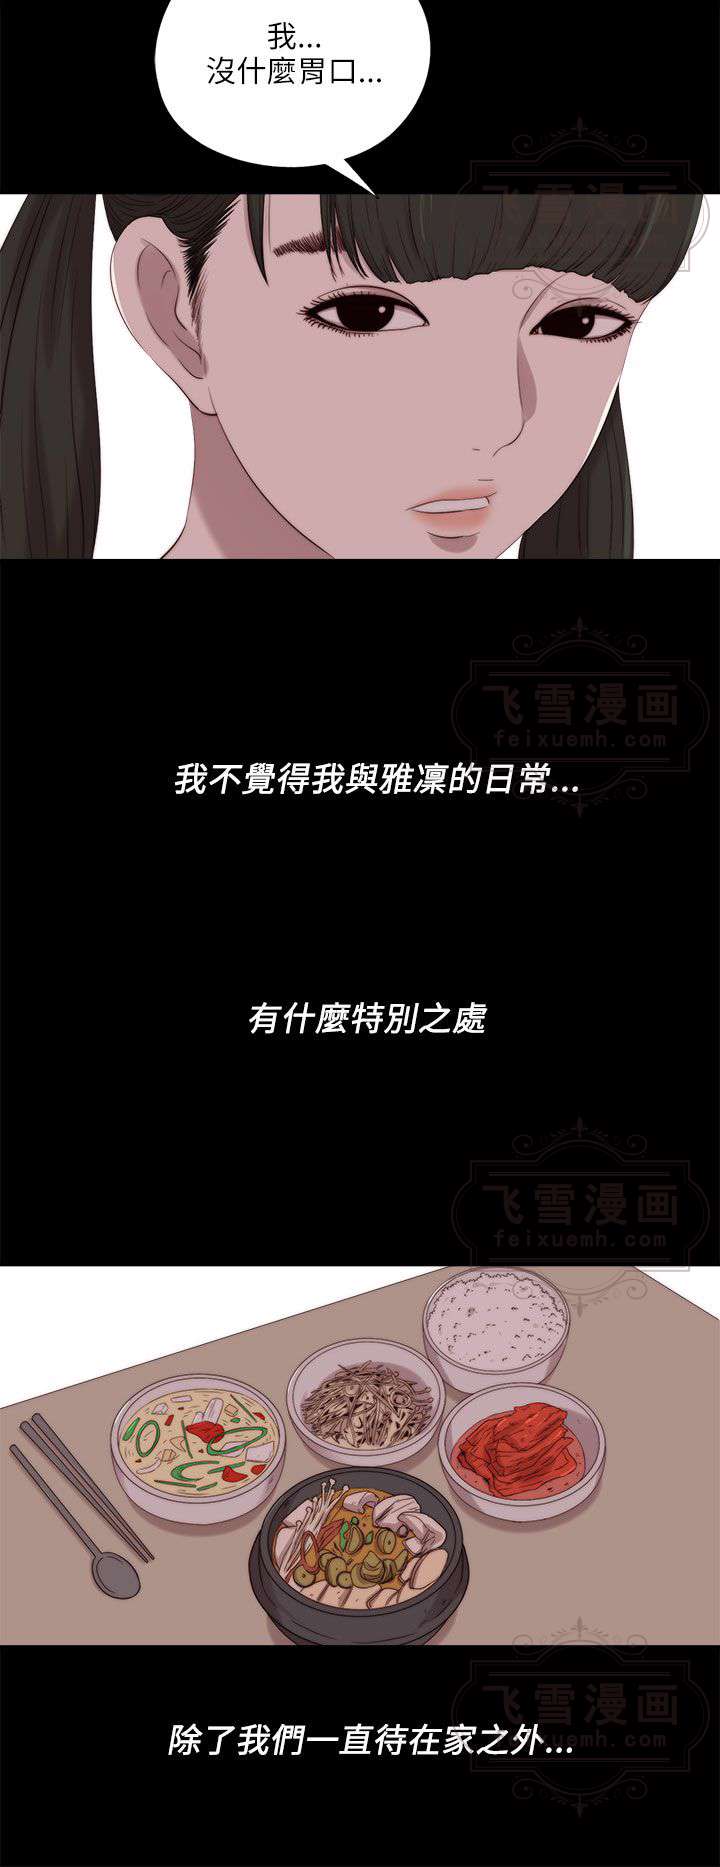 我...
沒什麼胃口...
飞雪漫画
飞雪漫画
feixuemh.com
我不覺得我與雅凜的日常...
有什麼特別之處
飞雪漫画
feixuemh.com
飞雪漫画
feixuemh.com
除了我們一直待在家之外...